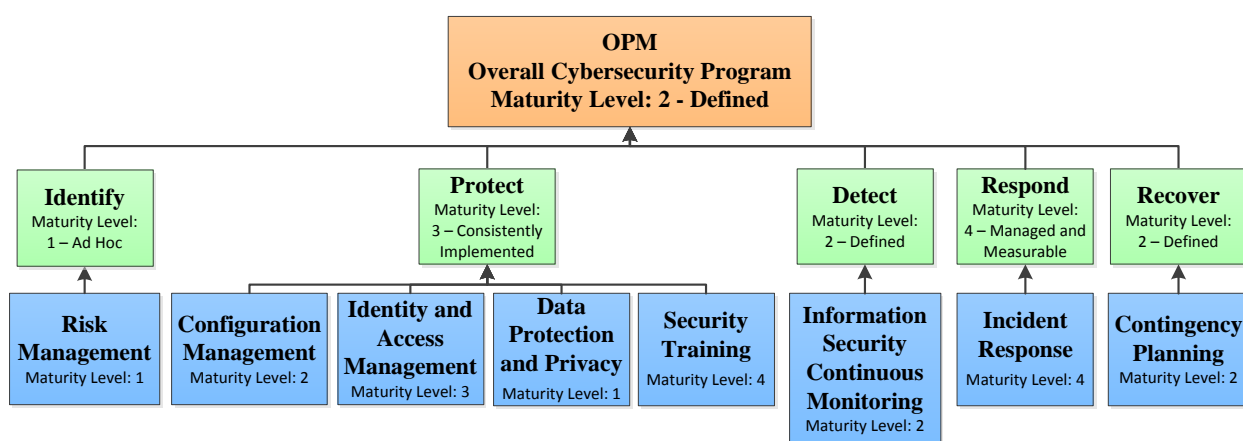 OPM
Overall Cybersecurity Program
Maturity Level: 2 - Defined
Identify
Maturity Level:
1 – Ad Hoc
Protect
Maturity Level:
3 – Consistently
Implemented
Detect
Maturity Level:
2 – Defined
Respond
Maturity Level:
4 – Managed and
Measurable
Recover
Maturity Level:
2 – Defined
Risk
Management
Maturity Level: 1
Configuration
Management
Maturity Level: 2
Identity and
Access
Management
Maturity Level: 3
Data
Protection
and Privacy
Maturity Level: 1
Security
Training
Maturity Level: 4
Information
Security
Continuous
Monitoring
Maturity Level: 2
Incident
Response
Maturity Level: 4
Contingency
Planning
Maturity Level: 2